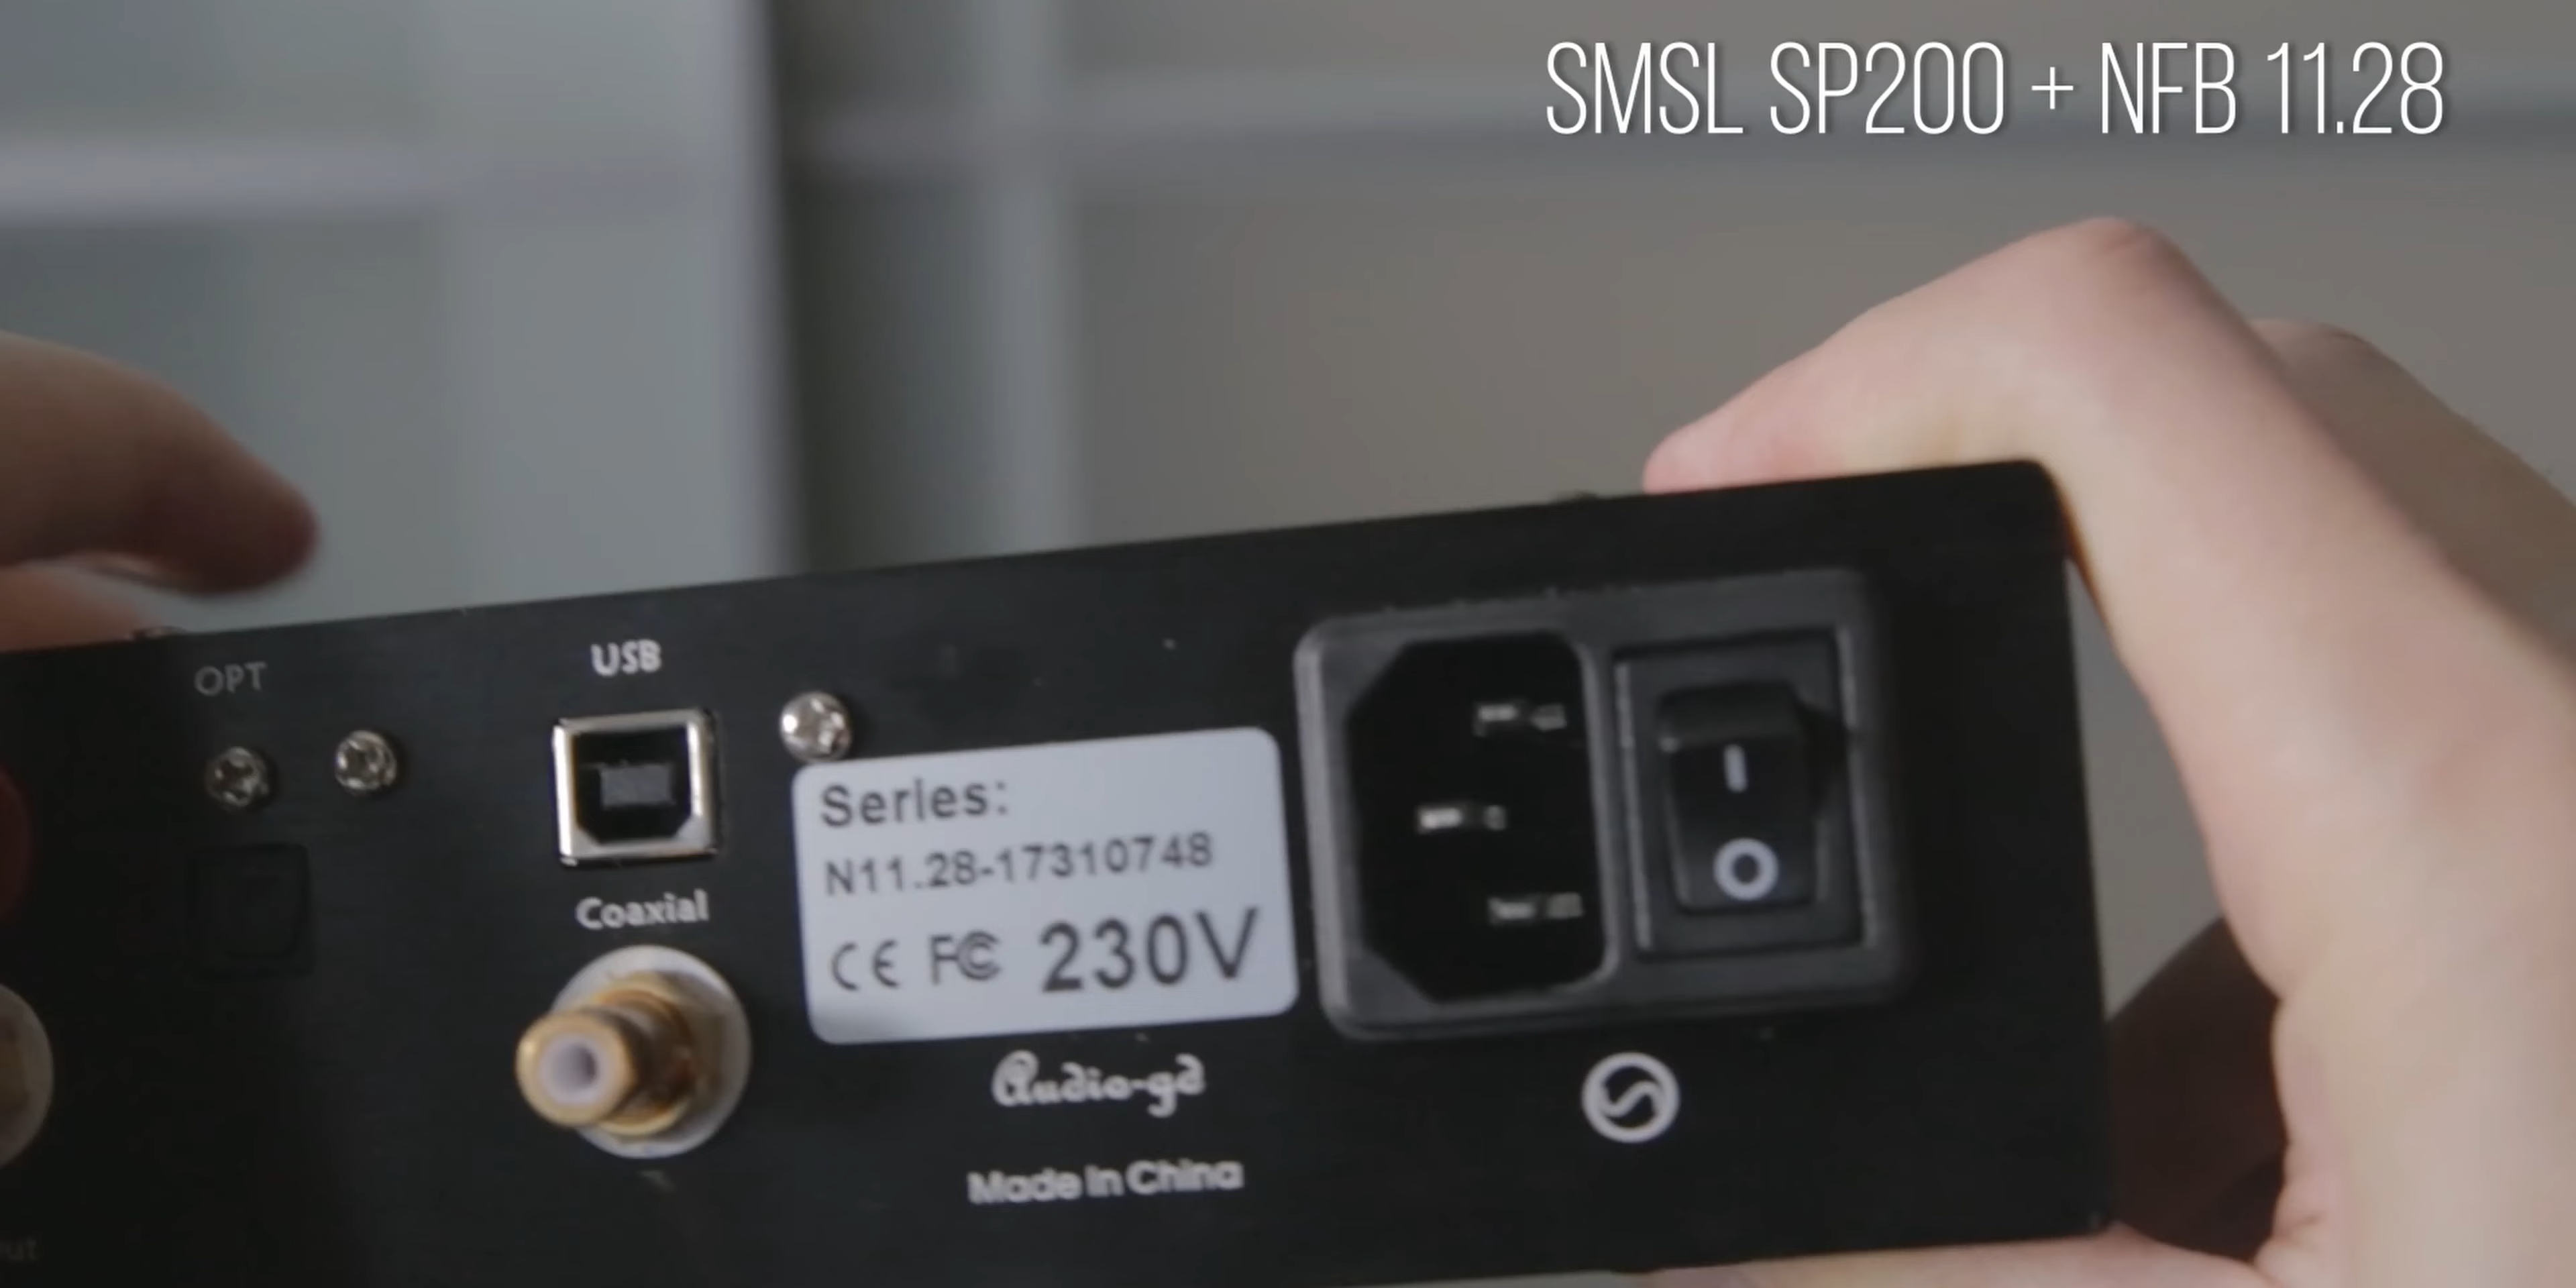 SMSL SP200 + NFB 11.28
OPT
USB
Series:
N11.28-17310748
CE FC 230V
Coaxial
Audio-gd
Made In China
I
O